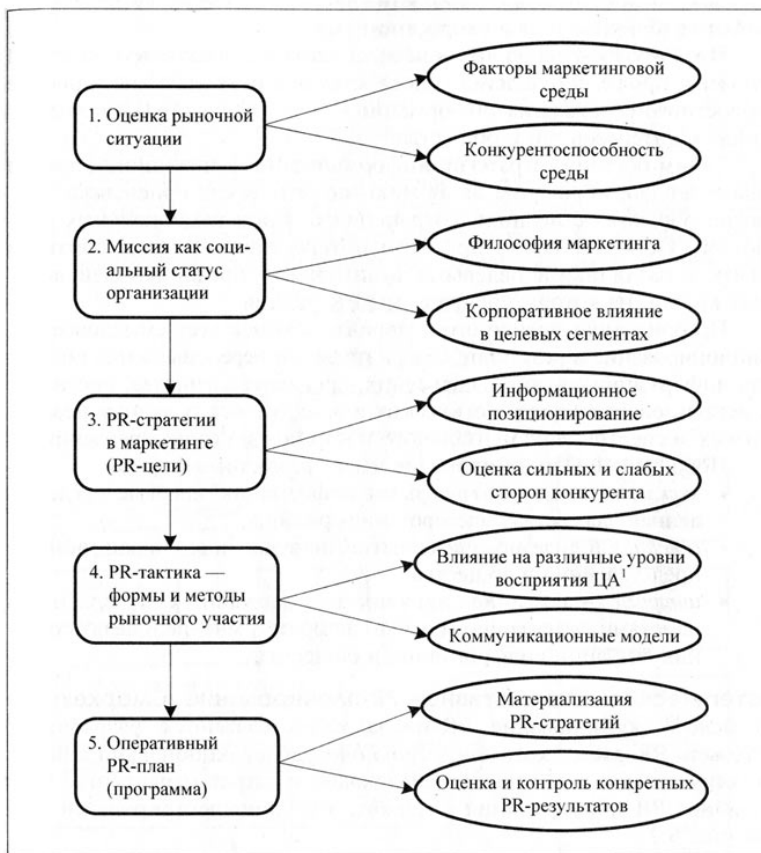 1. Оценка рыночной
ситуации
Факторы маркетинговой
среды
Конкурентоспособность
среды
2. Миссия как соци-
альный статус
организации
Философия маркетинга
Корпоративное влияние
в целевых сегментах
3. PR-стратегии
в маркетинге
(PR-цели)
Информационное
позиционирование
Оценка сильных и слабых
сторон конкурента
4. PR-тактика —
формы и методы
рыночного участия
Влияние на различные уровни
восприятия ЦА¹
Коммуникационные модели
5. Оперативный
PR-план
(программа)
Материализация
PR-стратегий
Оценка и контроль конкретных
PR-результатов